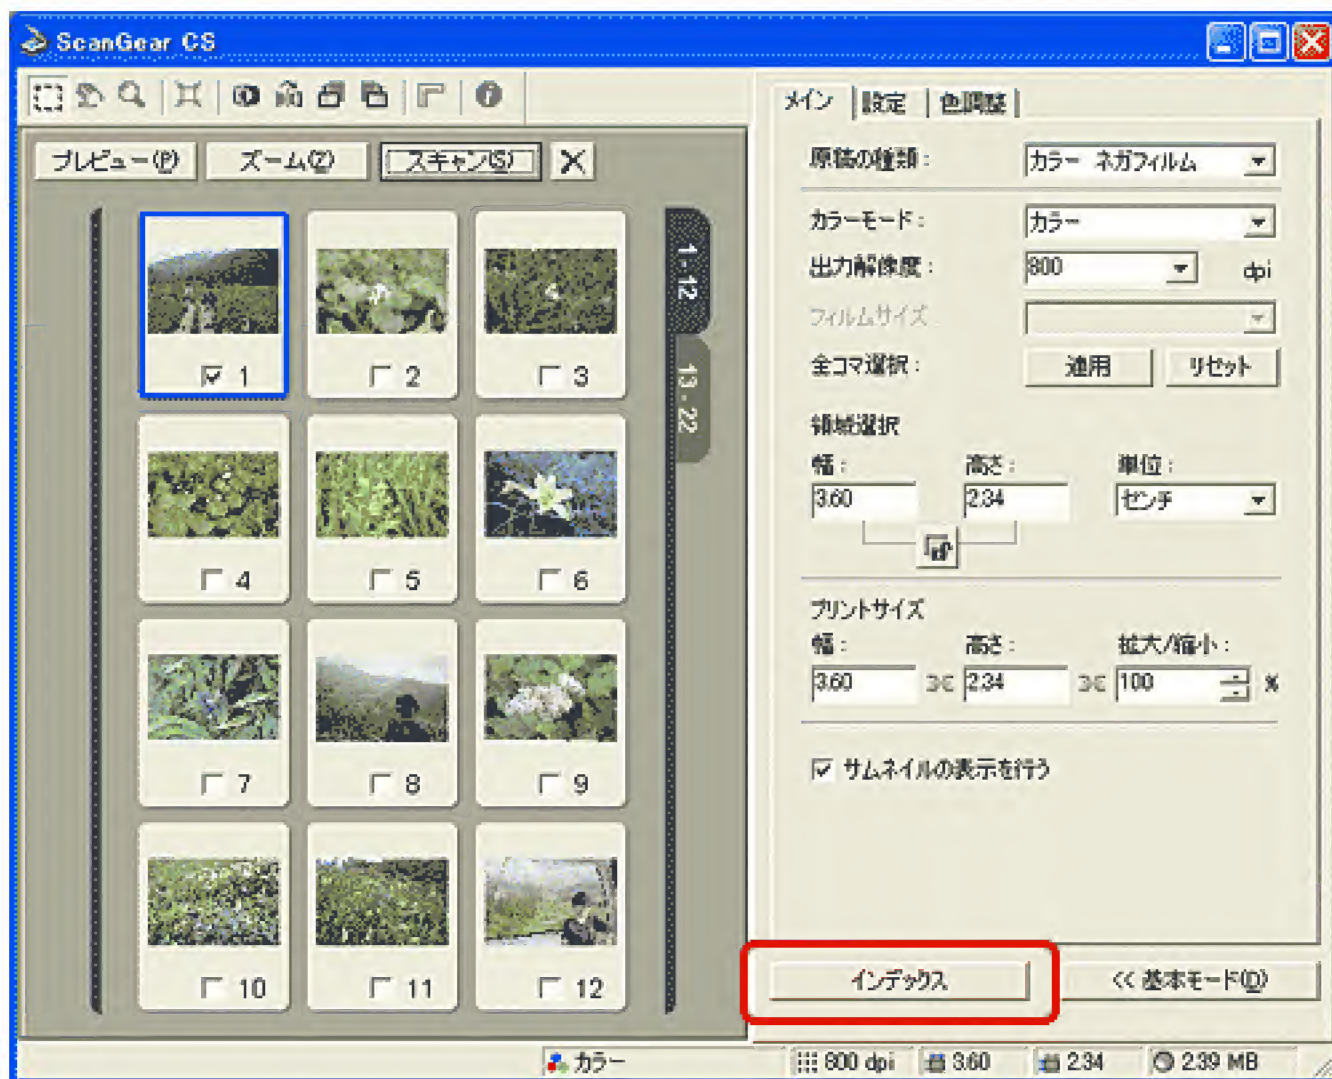 ScanGear CS
プレビュー(P) ズーム(Z) スキャン(S)
1
2
3
4
5
6
7
8
9
10
11
12
1 - 12
13 - 22
メイン 設定 色調整
原稿の種類: カラー ネガフィルム
カラーモード: カラー
出力解像度: 800 dpi
フィルムサイズ
全コマ選択: 適用 リセット
領域選択
幅: 高さ: 単位:
3.60 2.34 センチ
プリントサイズ
幅: 高さ: 拡大/縮小:
3.60 2.34 100 %
サムネイルの表示を行う
インデックス << 基本モード(D)
カラー 800 dpi 3.60 2.34 2.39 MB